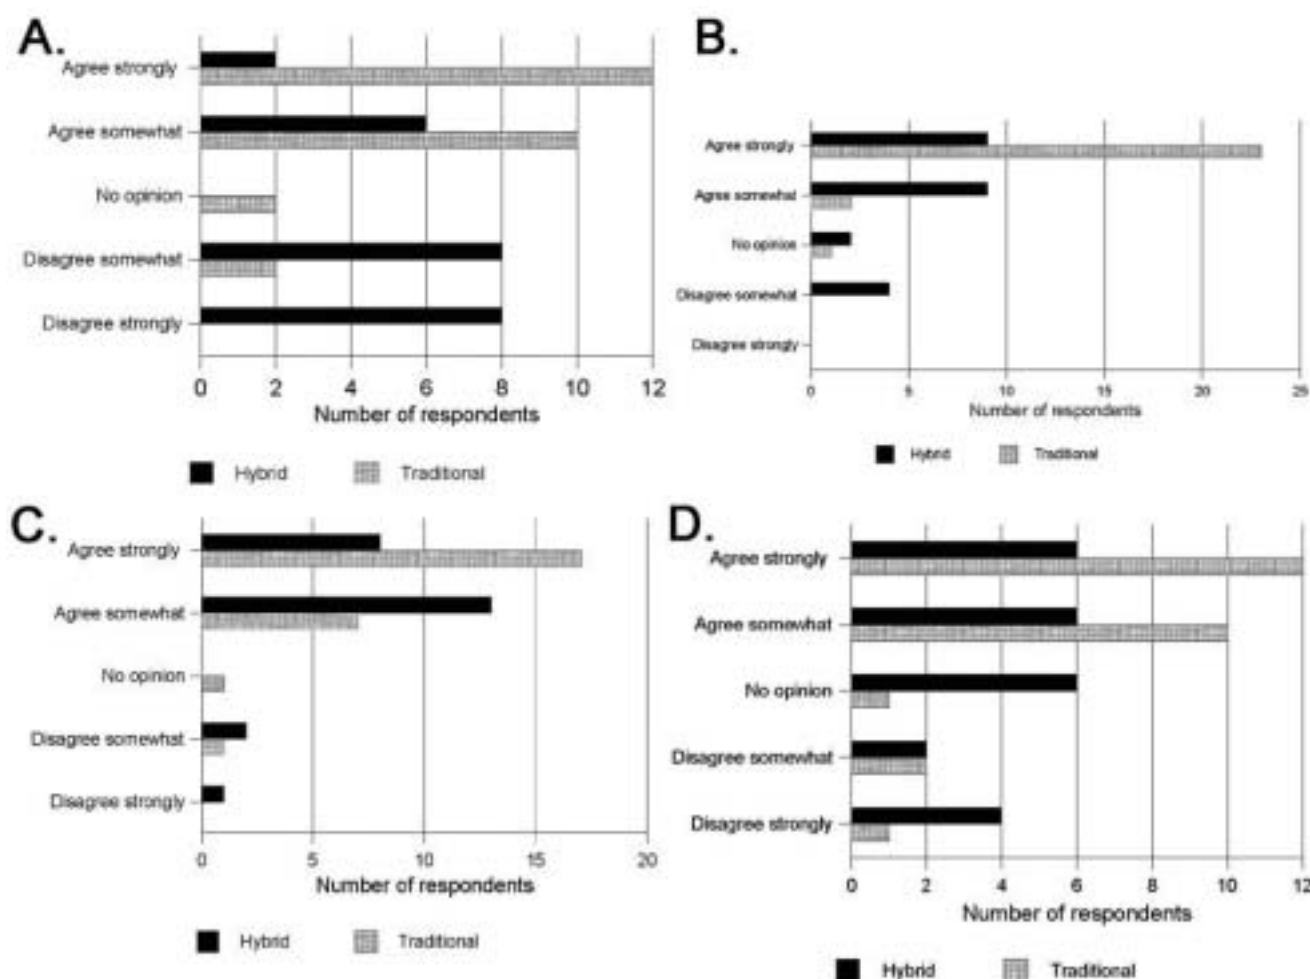 A.
Agree strongly
Agree somewhat
No opinion
Disagree somewhat
Disagree strongly
0 2 4 6 8 10 12
Number of respondents
Hybrid Traditional
B.
Agree strongly
Agree somewhat
No opinion
Disagree somewhat
Disagree strongly
0 5 10 15 20 25
Number of respondents
Hybrid Traditional
C.
Agree strongly
Agree somewhat
No opinion
Disagree somewhat
Disagree strongly
0 5 10 15 20
Number of respondents
Hybrid Traditional
D.
Agree strongly
Agree somewhat
No opinion
Disagree somewhat
Disagree strongly
0 2 4 6 8 10 12
Number of respondents
Hybrid Traditional